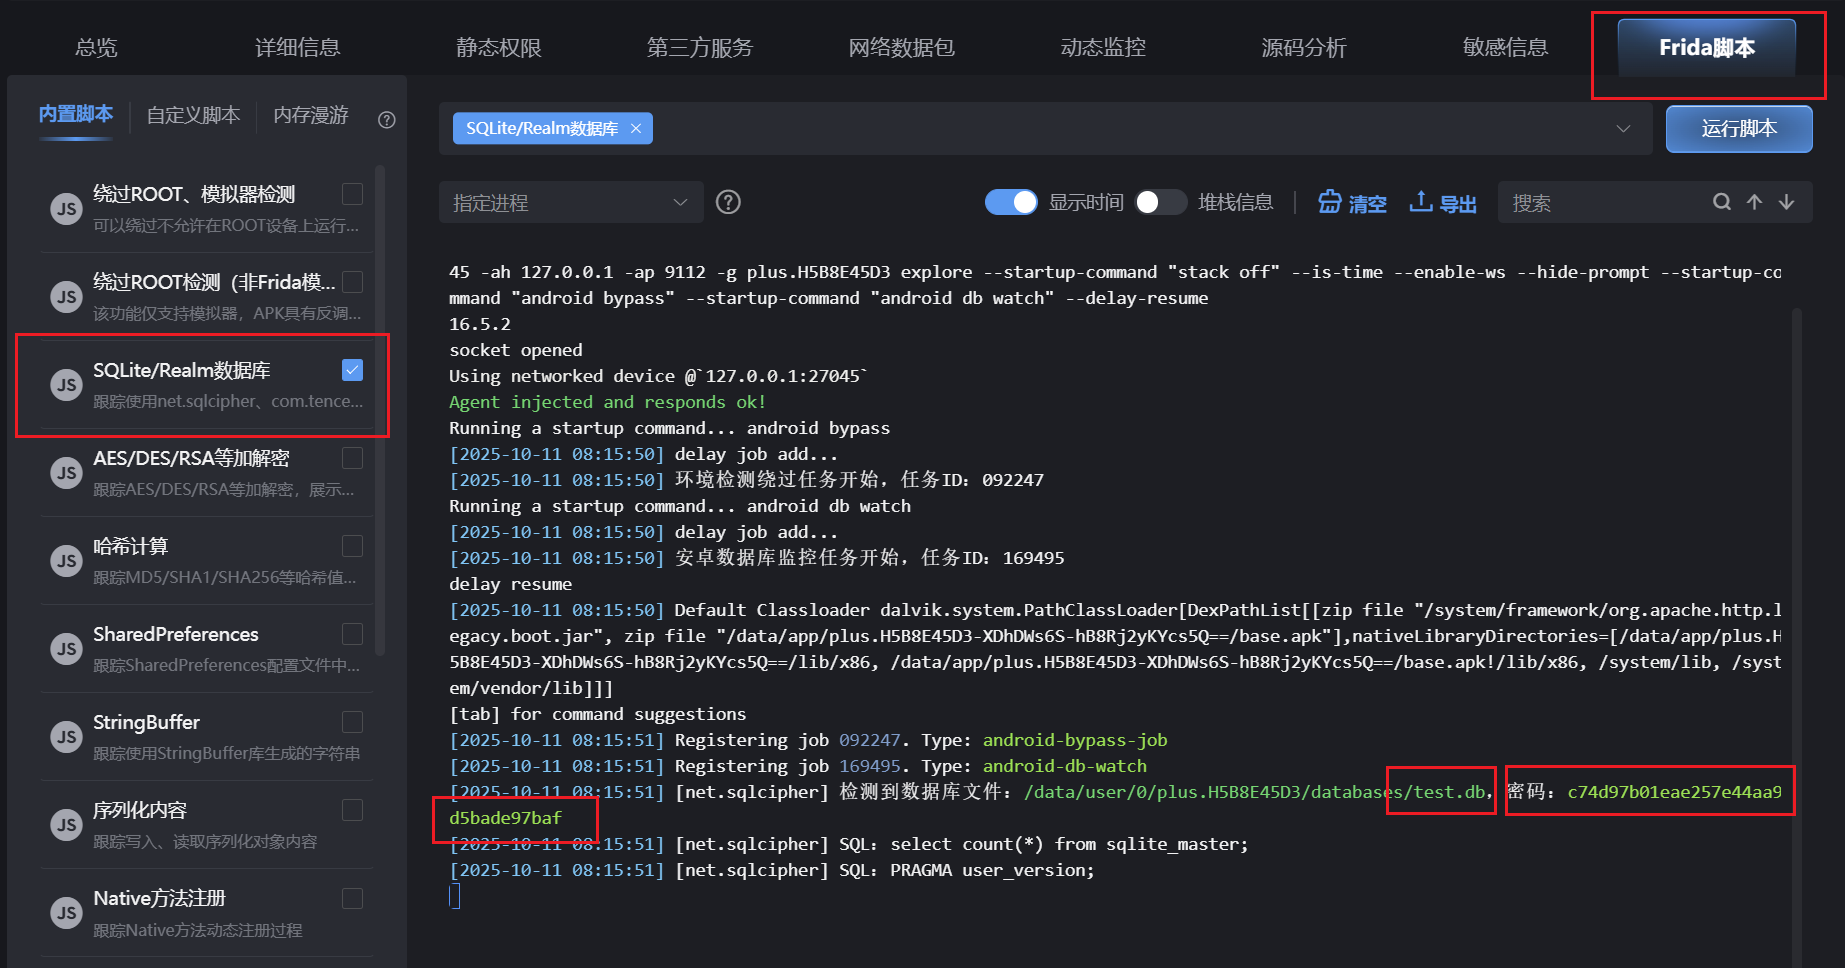 总览 详细信息 静态权限 第三方服务 网络数据包 动态监控 源码分析 敏感信息 Frida脚本
内置脚本 自定义脚本 内存漫游
JS
绕过ROOT、模拟器检测
可以绕过不允许在ROOT设备上运行...
JS
绕过ROOT检测（非Frida模...
该功能仅支持模拟器，APK具有反调...
JS
SQLite/Realm数据库
跟踪使用net.sqlcipher、com.tence...
JS
AES/DES/RSA等加解密
跟踪AES/DES/RSA等加解密，展示...
JS
哈希计算
跟踪MD5/SHA1/SHA256等哈希值...
JS
SharedPreferences
跟踪SharedPreferences配置文件中...
JS
StringBuffer
跟踪使用StringBuffer库生成的字符串
JS
序列化内容
跟踪写入、读取序列化对象内容
JS
Native方法注册
跟踪Native方法动态注册过程
SQLite/Realm数据库 ×
运行脚本
指定进程
显示时间 堆栈信息 清空 导出 搜索
45 -ah 127.0.0.1 -ap 9112 -g plus.H5B8E45D3 explore --startup-command "stack off" --is-time --enable-ws --hide-prompt --startup-co
mmand "android bypass" --startup-command "android db watch" --delay-resume
16.5.2
socket opened
Using networked device @`127.0.0.1:27045`
Agent injected and responds ok!
Running a startup command... android bypass
[2025-10-11 08:15:50] delay job add...
[2025-10-11 08:15:50] 环境检测绕过任务开始，任务ID：092247
Running a startup command... android db watch
[2025-10-11 08:15:50] delay job add...
[2025-10-11 08:15:50] 安卓数据库监控任务开始，任务ID：169495
delay resume
[2025-10-11 08:15:50] Default Classloader dalvik.system.PathClassLoader[DexPathList[[zip file "/system/framework/org.apache.http.l
egacy.boot.jar", zip file "/data/app/plus.H5B8E45D3-XDhDWs6S-hB8Rj2yKYcs5Q==/base.apk"],nativeLibraryDirectories=[/data/app/plus.H
5B8E45D3-XDhDWs6S-hB8Rj2yKYcs5Q==/lib/x86, /data/app/plus.H5B8E45D3-XDhDWs6S-hB8Rj2yKYcs5Q==/base.apk!/lib/x86, /system/lib, /syst
em/vendor/lib]]]
[tab] for command suggestions
[2025-10-11 08:15:51] Registering job 092247. Type: android-bypass-job
[2025-10-11 08:15:51] Registering job 169495. Type: android-db-watch
[2025-10-11 08:15:51] [net.sqlcipher] 检测到数据库文件：/data/user/0/plus.H5B8E45D3/databases/test.db，密码：c74d97b01eae257e44aa9
d5bade97baf
[2025-10-11 08:15:51] [net.sqlcipher] SQL：select count(*) from sqlite_master;
[2025-10-11 08:15:51] [net.sqlcipher] SQL：PRAGMA user_version;